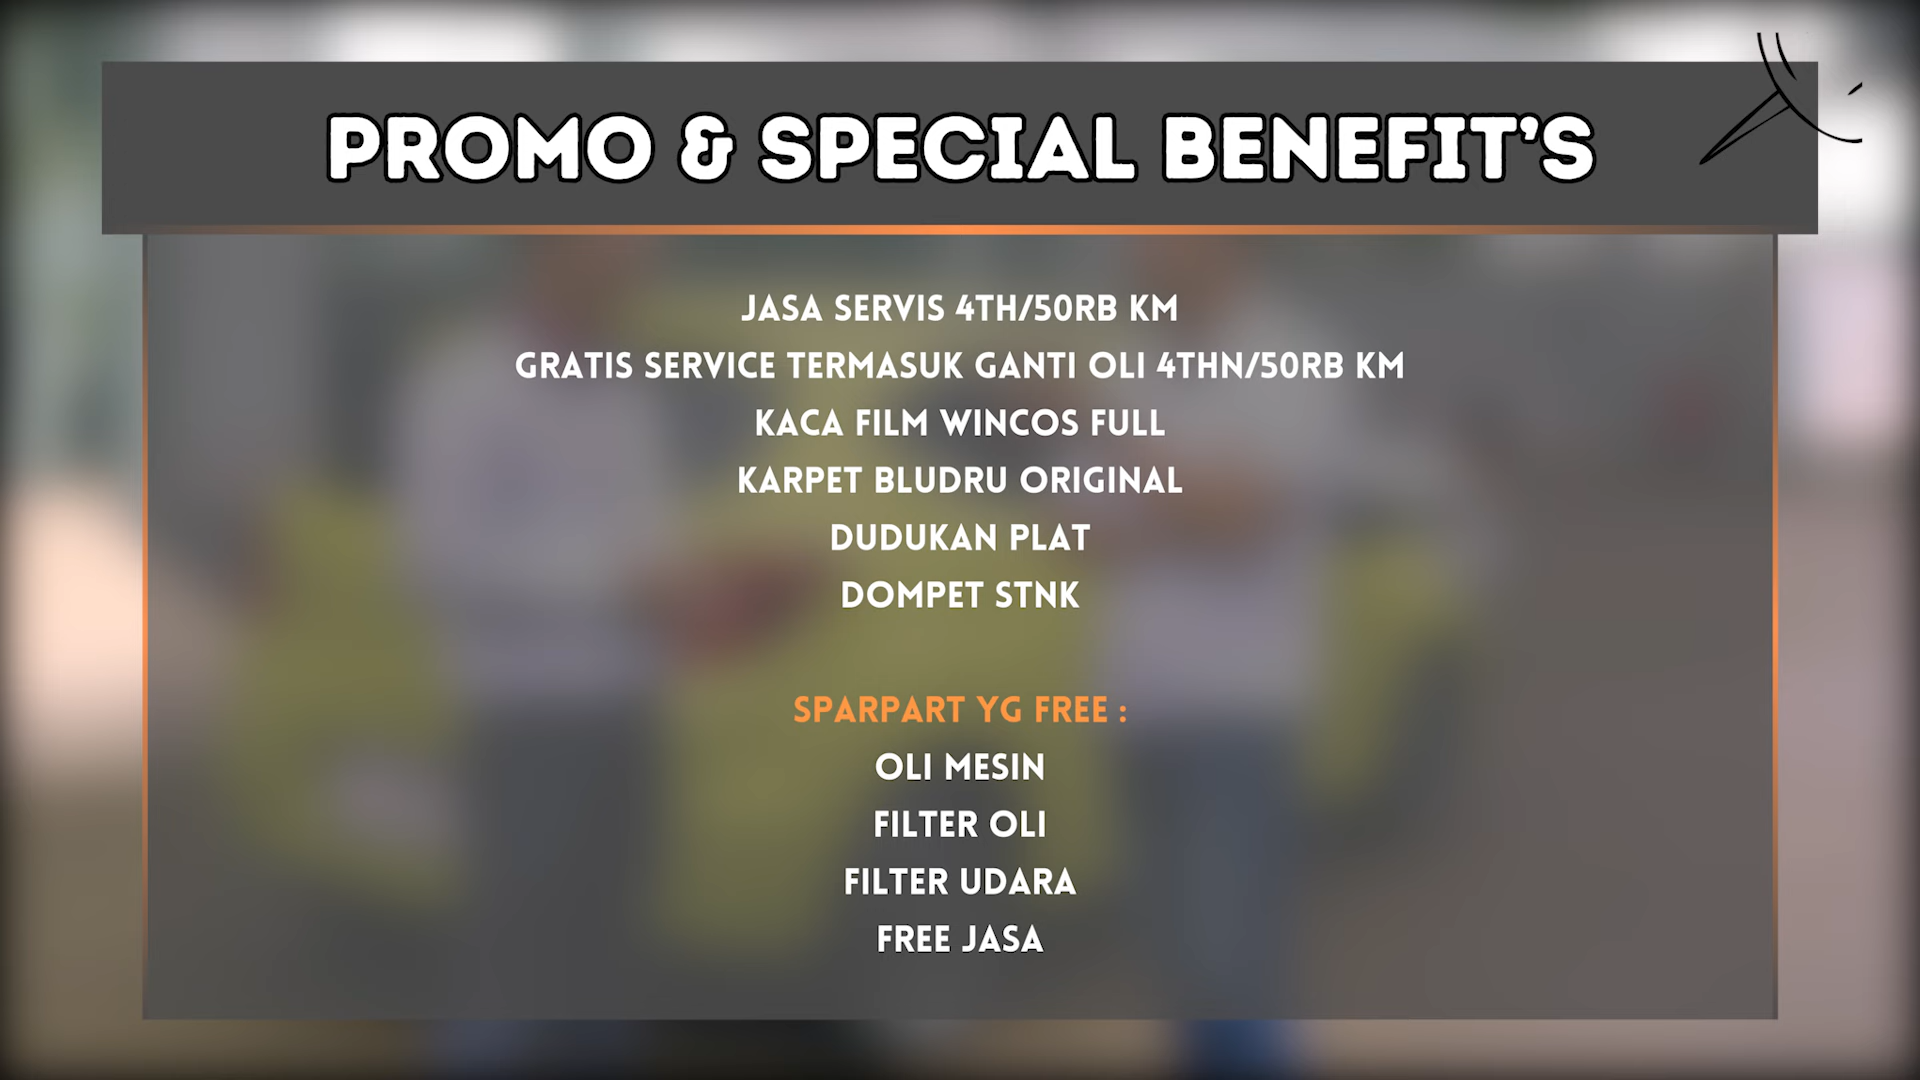 PROMO & SPECIAL BENEFIT'S
JASA SERVIS 4TH/50RB KM
GRATIS SERVICE TERMASUK GANTI OLI 4THN/50RB KM
KACA FILM WINCOS FULL
KARPET BLUDRU ORIGINAL
DUDUKAN PLAT
DOMPET STNK
SPARPART YG FREE :
OLI MESIN
FILTER OLI
FILTER UDARA
FREE JASA